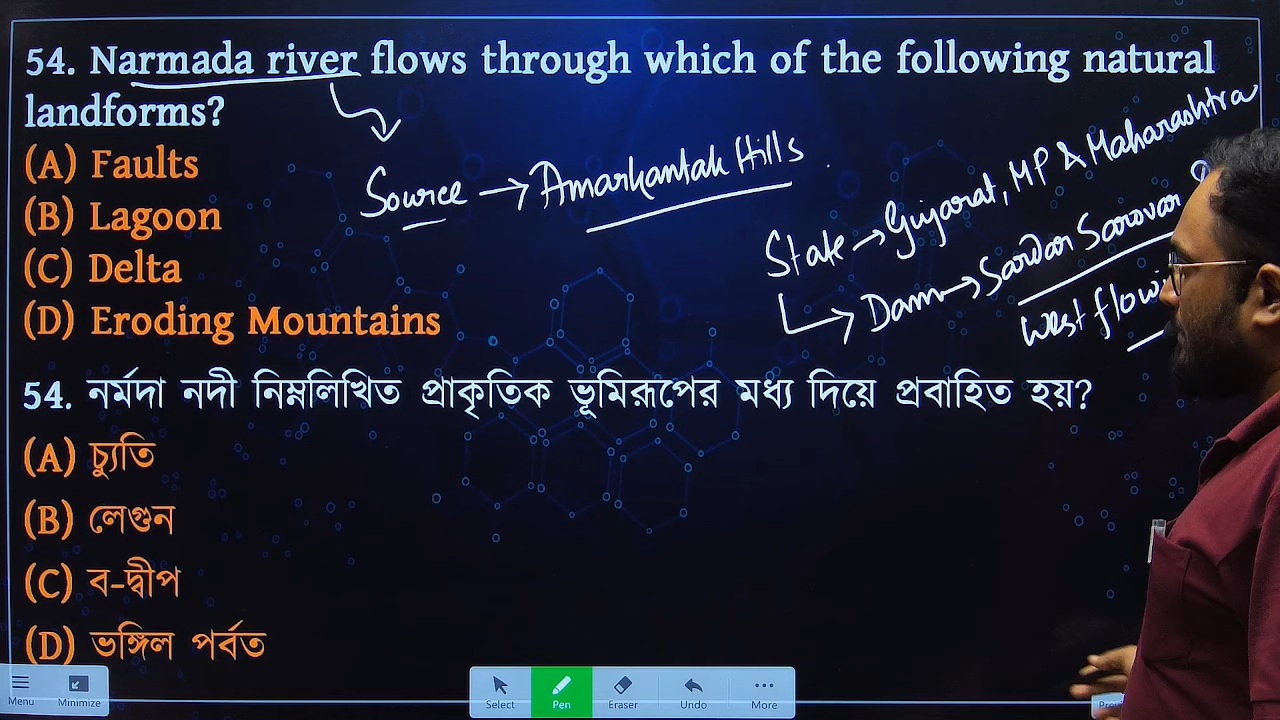 54. Narmada river flows through which of the following natural
landforms?
(A) Faults
(B) Lagoon
(C) Delta
(D) Eroding Mountains
Source → Amarkantak Hills
State → Gujarat, MP & Maharashtra
Dam → Sardar Sarovar
West
54. নর্মদা নদী নিম্নলিখিত প্রাকৃতিক ভূমিরূপের মধ্য দিয়ে প্রবাহিত হয়?
(A) চ্যুতি
(B) লেগুন
(C) ব-দ্বীপ
(D) ভঙ্গিল পর্বত
Menu
Minimize
Select
Pen
Eraser
Undo
More